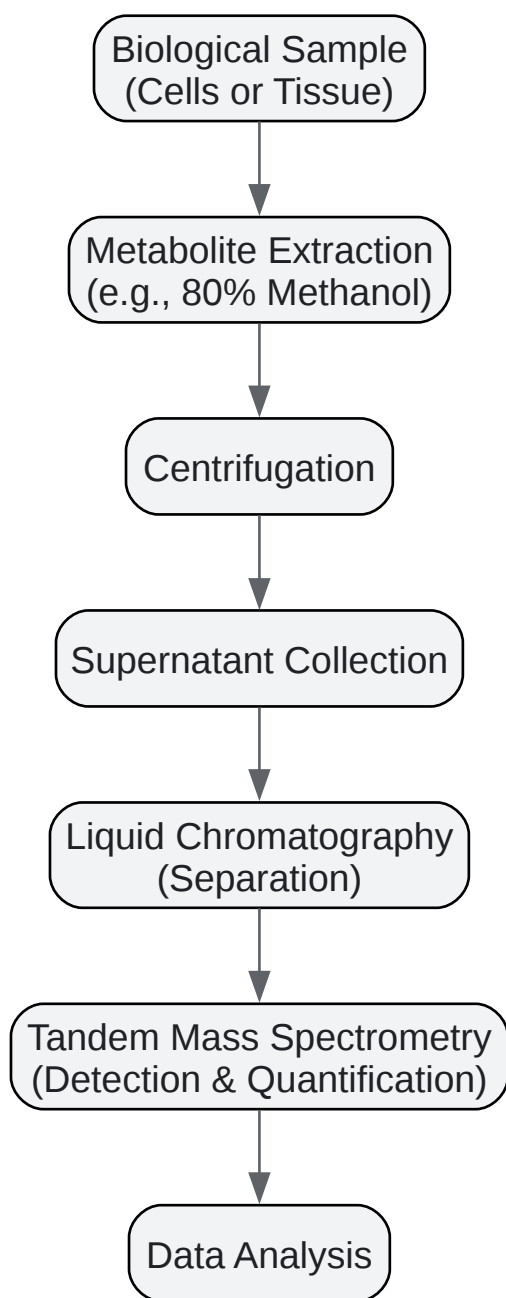 Biological Sample
(Cells or Tissue)
Metabolite Extraction
(e.g., 80% Methanol)
Centrifugation
Supernatant Collection
Liquid Chromatography
(Separation)
Tandem Mass Spectrometry
(Detection & Quantification)
Data Analysis